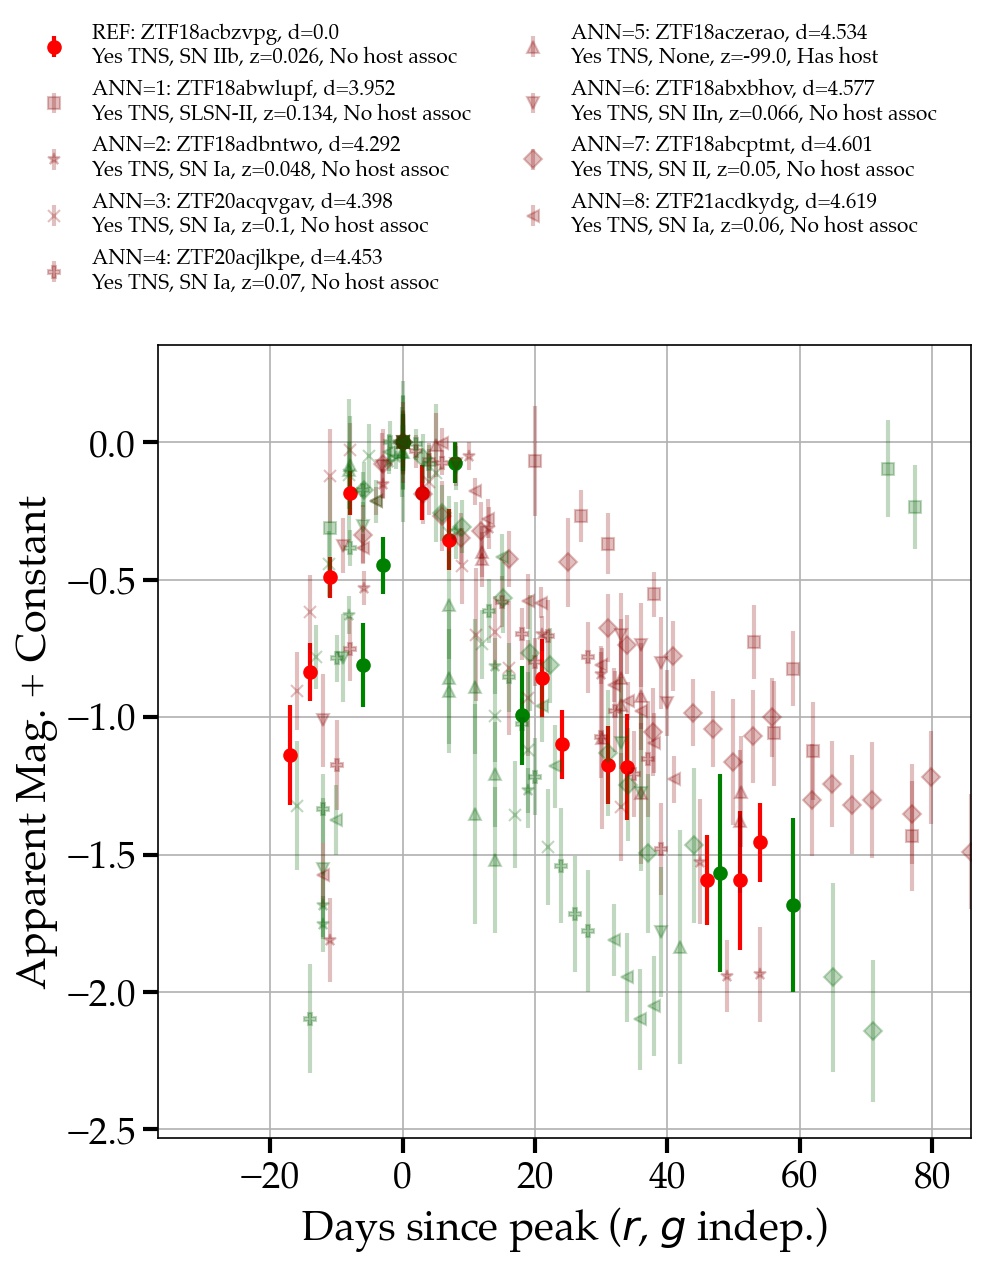 REF: ZTF18acbzvpg, d=0.0
Yes TNS, SN IIb, z=0.026, No host assoc
ANN=1: ZTF18abwlupf, d=3.952
Yes TNS, SLSN-II, z=0.134, No host assoc
ANN=2: ZTF18adbntwo, d=4.292
Yes TNS, SN Ia, z=0.048, No host assoc
ANN=3: ZTF20acqvgav, d=4.398
Yes TNS, SN Ia, z=0.1, No host assoc
ANN=4: ZTF20acjlkpe, d=4.453
Yes TNS, SN Ia, z=0.07, No host assoc
ANN=5: ZTF18aczerao, d=4.534
Yes TNS, None, z=-99.0, Has host
ANN=6: ZTF18abxbhov, d=4.577
Yes TNS, SN IIn, z=0.066, No host assoc
ANN=7: ZTF18abcptmt, d=4.601
Yes TNS, SN II, z=0.05, No host assoc
ANN=8: ZTF21acdkydg, d=4.619
Yes TNS, SN Ia, z=0.06, No host assoc
Apparent Mag. + Constant
0.0
−0.5
−1.0
−1.5
−2.0
−2.5
−20 0 20 40 60 80
Days since peak (r, g indep.)